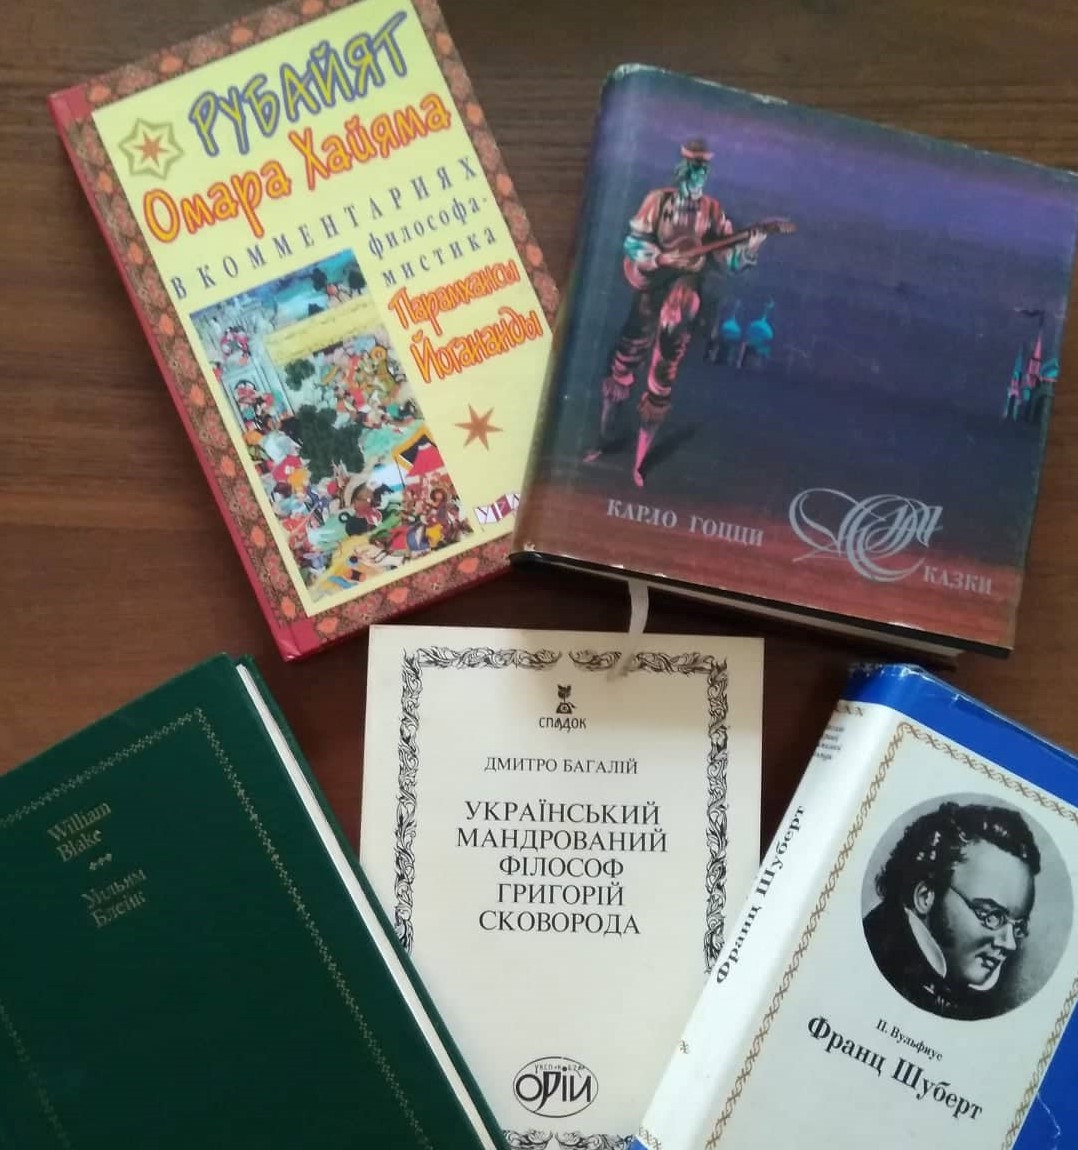 РУБАЙЯТ
Омара Хайяма
В КОММЕНТАРИЯХ
философа-
мистика
Парамхансы
Йогананды
КАРЛО ГОЦЦИ
СКАЗКИ
William
Blake
Уильям
Блейк
СПАДОК
ДМИТРО БАГАЛІЙ
УКРАЇНСЬКИЙ
МАНДРОВАНИЙ
ФІЛОСОФ
ГРИГОРІЙ
СКОВОРОДА
ОРІЙ
Франц Шуберт
П. Вульфиус
Франц Шуберт